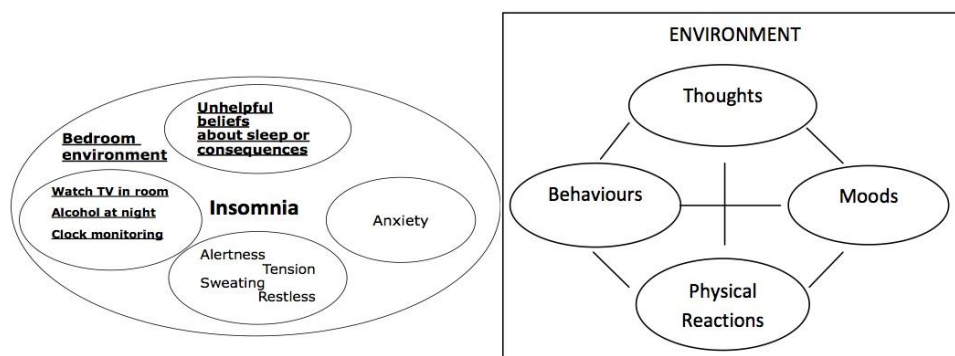 Unhelpful
beliefs
about sleep or
consequences
Bedroom
environment
Watch TV in room
Alcohol at night
Clock monitoring
Insomnia
Anxiety
Alertness
Tension
Sweating
Restless
ENVIRONMENT
Thoughts
Behaviours
Moods
Physical
Reactions